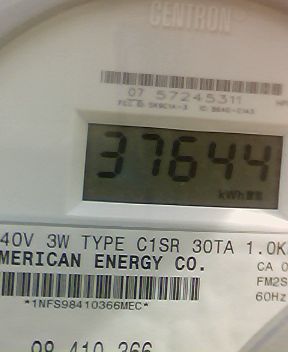 CENTRON
07 57245311
37644
kWh
40V 3W TYPE C1SR 30TA 1.0K
MERICAN ENERGY CO.
CA 0
FM2S
*1NFS98410366MEC*
60Hz
98 410 366